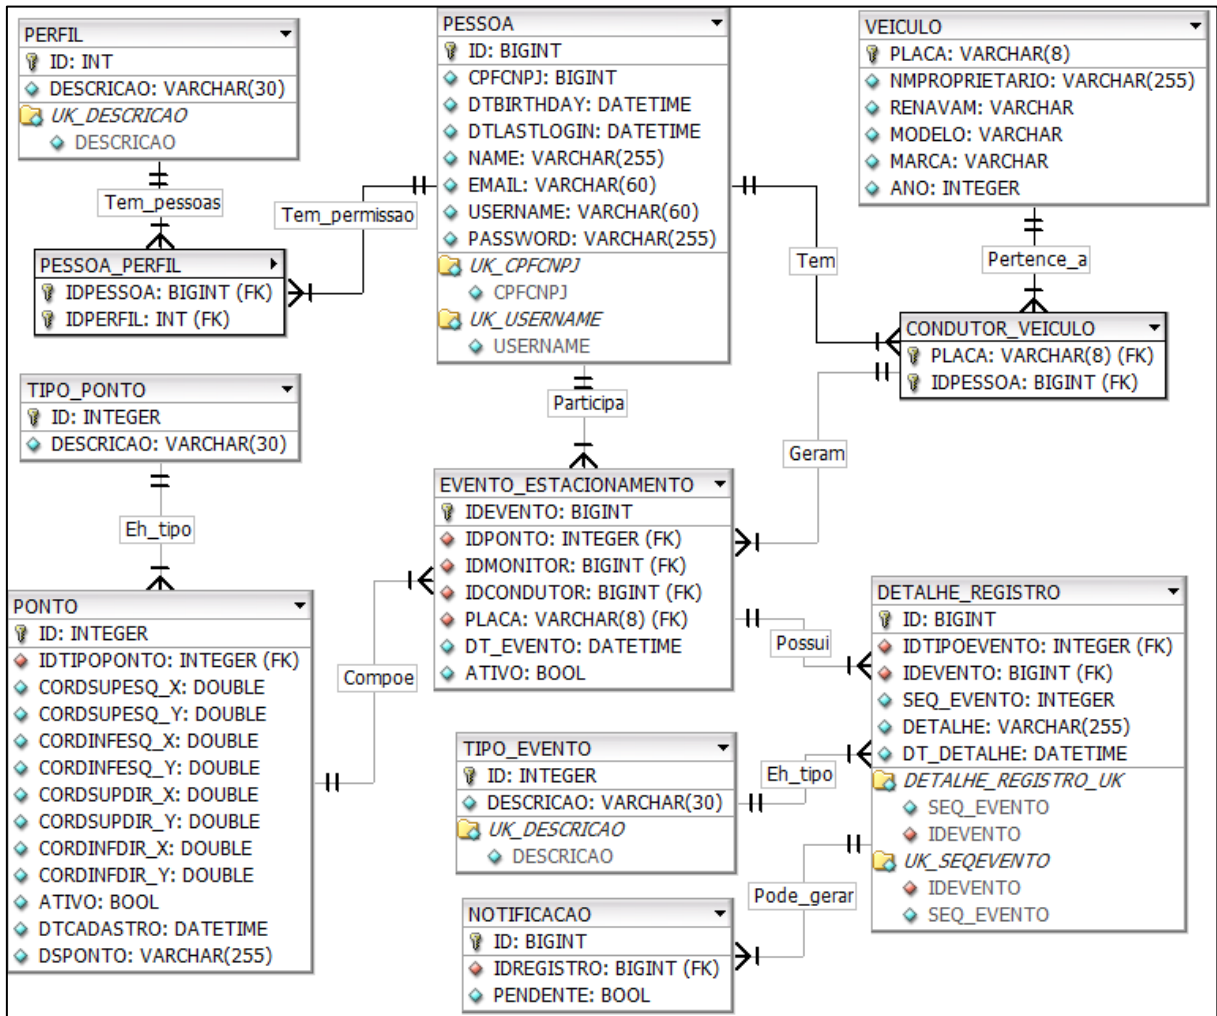 PERFIL
ID: INT
DESCRICAO: VARCHAR(30)
UK_DESCRICAO
DESCRICAO
Tem_pessoas
PESSOA_PERFIL
IDPESSOA: BIGINT (FK)
IDPERFIL: INT (FK)
Tem_permissao
PESSOA
ID: BIGINT
CPFCNPJ: BIGINT
DTBIRTHDAY: DATETIME
DTLASTLOGIN: DATETIME
NAME: VARCHAR(255)
EMAIL: VARCHAR(60)
USERNAME: VARCHAR(60)
PASSWORD: VARCHAR(255)
UK_CPFCNPJ
CPFCNPJ
UK_USERNAME
USERNAME
Tem
VEICULO
PLACA: VARCHAR(8)
NMPROPRIETARIO: VARCHAR(255)
RENAVAM: VARCHAR
MODELO: VARCHAR
MARCA: VARCHAR
ANO: INTEGER
Pertence_a
CONDUTOR_VEICULO
PLACA: VARCHAR(8) (FK)
IDPESSOA: BIGINT (FK)
TIPO_PONTO
ID: INTEGER
DESCRICAO: VARCHAR(30)
Eh_tipo
Participa
Geram
EVENTO_ESTACIONAMENTO
IDEVENTO: BIGINT
IDPONTO: INTEGER (FK)
IDMONITOR: BIGINT (FK)
IDCONDUTOR: BIGINT (FK)
PLACA: VARCHAR(8) (FK)
DT_EVENTO: DATETIME
ATIVO: BOOL
PONTO
ID: INTEGER
IDTIPOPONTO: INTEGER (FK)
CORDSUPESQ_X: DOUBLE
CORDSUPESQ_Y: DOUBLE
CORDINFESQ_X: DOUBLE
CORDINFESQ_Y: DOUBLE
CORDSUPDIR_X: DOUBLE
CORDSUPDIR_Y: DOUBLE
CORDINFDIR_X: DOUBLE
CORDINFDIR_Y: DOUBLE
ATIVO: BOOL
DTCADASTRO: DATETIME
DSPONTO: VARCHAR(255)
Compoe
Possui
DETALHE_REGISTRO
ID: BIGINT
IDTIPOEVENTO: INTEGER (FK)
IDEVENTO: BIGINT (FK)
SEQ_EVENTO: INTEGER
DETALHE: VARCHAR(255)
DT_DETALHE: DATETIME
DETALHE_REGISTRO_UK
SEQ_EVENTO
IDEVENTO
UK_SEQEVENTO
IDEVENTO
SEQ_EVENTO
TIPO_EVENTO
ID: INTEGER
DESCRICAO: VARCHAR(30)
UK_DESCRICAO
DESCRICAO
Eh_tipo
Pode_gerar
NOTIFICACAO
ID: BIGINT
IDREGISTRO: BIGINT (FK)
PENDENTE: BOOL